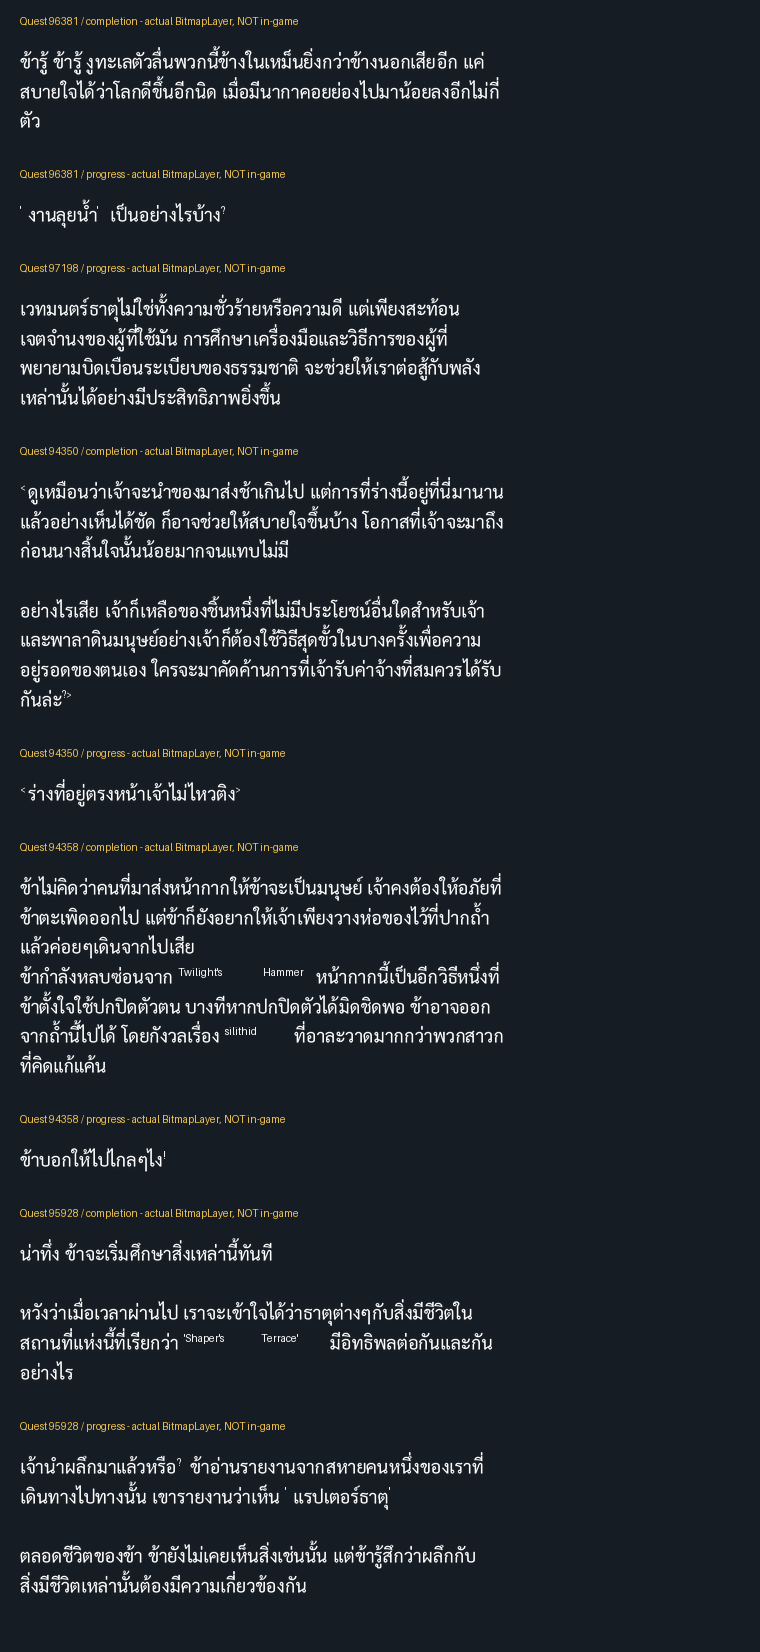 Quest 96381 / completion - actual BitmapLayer, NOT in-game
ข้ารู้ ข้ารู้ งูทะเลตัวลื่นพวกนี้ข้างในเหม็นยิ่งกว่าข้างนอกเสียอีก แค่
สบายใจได้ว่าโลกดีขึ้นอีกนิด เมื่อมีนากาคอยย่องไปมาน้อยลงอีกไม่กี่
ตัว
Quest 96381 / progress - actual BitmapLayer, NOT in-game
' งานลุยน้ำ' เป็นอย่างไรบ้าง?
Quest 97198 / progress - actual BitmapLayer, NOT in-game
เวทมนตร์ธาตุไม่ใช่ทั้งความชั่วร้ายหรือความดี แต่เพียงสะท้อน
เจตจำนงของผู้ที่ใช้มัน การศึกษาเครื่องมือและวิธีการของผู้ที่
พยายามบิดเบือนระเบียบของธรรมชาติ จะช่วยให้เราต่อสู้กับพลัง
เหล่านั้นได้อย่างมีประสิทธิภาพยิ่งขึ้น
Quest 94350 / completion - actual BitmapLayer, NOT in-game
<ดูเหมือนว่าเจ้าจะนำของมาส่งช้าเกินไป แต่การที่ร่างนี้อยู่ที่นี่มานาน
แล้วอย่างเห็นได้ชัด ก็อาจช่วยให้สบายใจขึ้นบ้าง โอกาสที่เจ้าจะมาถึง
ก่อนนางสิ้นใจนั้นน้อยมากจนแทบไม่มี
อย่างไรเสีย เจ้าก็เหลือของชิ้นหนึ่งที่ไม่มีประโยชน์อื่นใดสำหรับเจ้า
และพาลาดินมนุษย์อย่างเจ้าก็ต้องใช้วิธีสุดขั้วในบางครั้งเพื่อความ
อยู่รอดของตนเอง ใครจะมาคัดค้านการที่เจ้ารับค่าจ้างที่สมควรได้รับ
กันล่ะ?>
Quest 94350 / progress - actual BitmapLayer, NOT in-game
<ร่างที่อยู่ตรงหน้าเจ้าไม่ไหวติง>
Quest 94358 / completion - actual BitmapLayer, NOT in-game
ข้าไม่คิดว่าคนที่มาส่งหน้ากากให้ข้าจะเป็นมนุษย์ เจ้าคงต้องให้อภัยที่
ข้าตะเพิดออกไป แต่ข้าก็ยังอยากให้เจ้าเพียงวางห่อของไว้ที่ปากถ้ำ
แล้วค่อยๆเดินจากไปเสีย
ข้ากำลังหลบซ่อนจาก Twilight's Hammer หน้ากากนี้เป็นอีกวิธีหนึ่งที่
ข้าตั้งใจใช้ปกปิดตัวตน บางทีหากปกปิดตัวได้มิดชิดพอ ข้าอาจออก
จากถ้ำนี้ไปได้ โดยกังวลเรื่อง silithid ที่อาละวาดมากกว่าพวกสาวก
ที่คิดแก้แค้น
Quest 94358 / progress - actual BitmapLayer, NOT in-game
ข้าบอกให้ไปไกลๆไง!
Quest 95928 / completion - actual BitmapLayer, NOT in-game
น่าทึ่ง ข้าจะเริ่มศึกษาสิ่งเหล่านี้ทันที
หวังว่าเมื่อเวลาผ่านไป เราจะเข้าใจได้ว่าธาตุต่างๆกับสิ่งมีชีวิตใน
สถานที่แห่งนี้ที่เรียกว่า 'Shaper's Terrace' มีอิทธิพลต่อกันและกัน
อย่างไร
Quest 95928 / progress - actual BitmapLayer, NOT in-game
เจ้านำผลึกมาแล้วหรือ? ข้าอ่านรายงานจากสหายคนหนึ่งของเราที่
เดินทางไปทางนั้น เขารายงานว่าเห็น ' แรปเตอร์ธาตุ'
ตลอดชีวิตของข้า ข้ายังไม่เคยเห็นสิ่งเช่นนั้น แต่ข้ารู้สึกว่าผลึกกับ
สิ่งมีชีวิตเหล่านั้นต้องมีความเกี่ยวข้องกัน